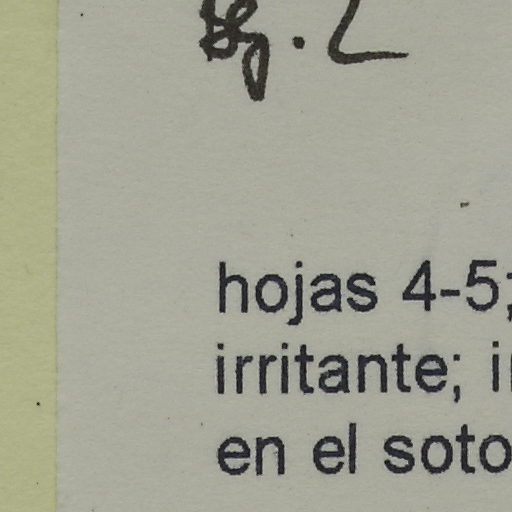 hojas 4-5;
irritante;
en el soto